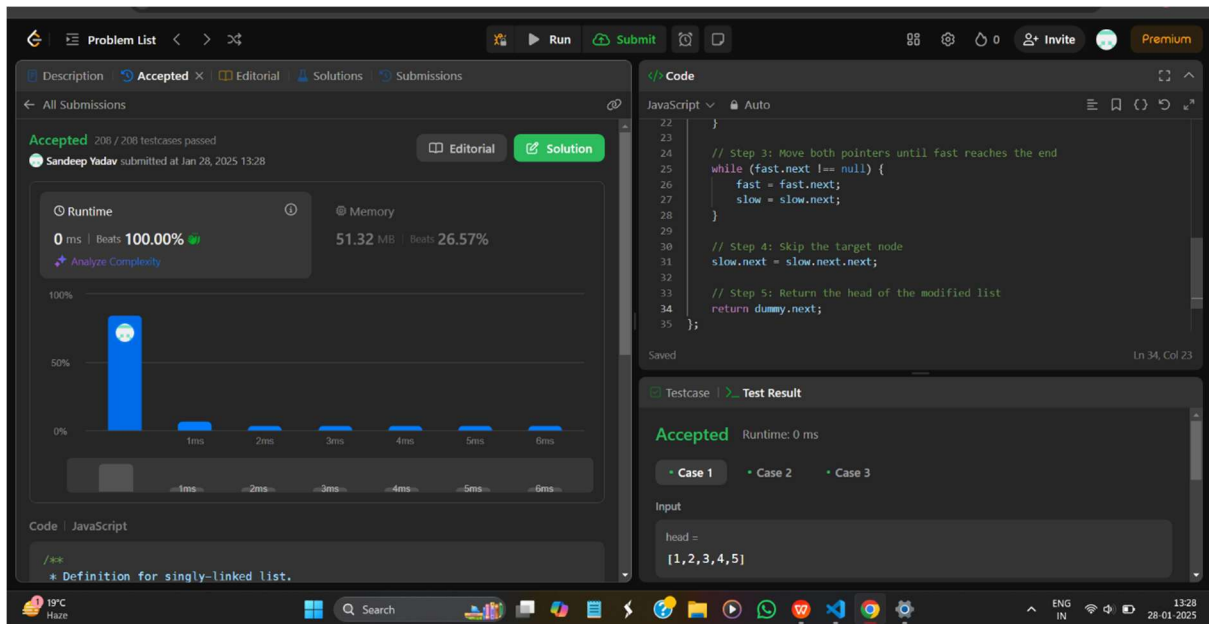 Problem List
Run
Submit
0
Invite
Premium
Description
Accepted
Editorial
Solutions
Submissions
All Submissions
Accepted 208 / 208 testcases passed
Sandeep Yadav submitted at Jan 28, 2025 13:28
Editorial
Solution
Runtime
0 ms | Beats 100.00%
Analyze Complexity
Memory
51.32 MB | Beats 26.57%
100%
50%
0%
1ms 2ms 3ms 4ms 5ms 6ms
1ms 2ms 3ms 4ms 5ms 6ms
Code | JavaScript
/**
* Definition for singly-linked list.
</> Code
JavaScript
Auto
22 }
23
24 // Step 3: Move both pointers until fast reaches the end
25 while (fast.next !== null) {
26 fast = fast.next;
27 slow = slow.next;
28 }
29
30 // Step 4: Skip the target node
31 slow.next = slow.next.next;
32
33 // Step 5: Return the head of the modified list
34 return dummy.next;
35 };
Saved
Ln 34, Col 23
Testcase | >_ Test Result
Accepted Runtime: 0 ms
• Case 1 • Case 2 • Case 3
Input
head =
[1,2,3,4,5]
1
19°C
Haze
Search
ENG
IN
13:28
28-01-2025